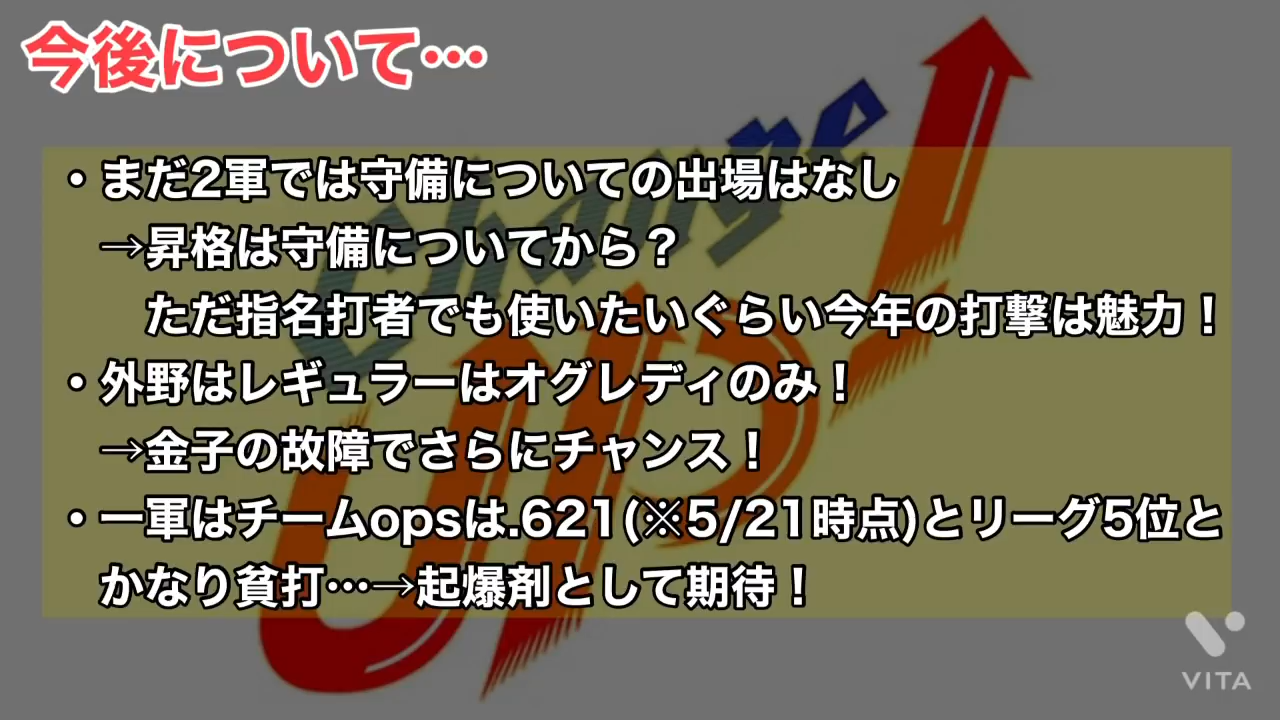 今後について…
・まだ2軍では守備についての出場はなし
→昇格は守備についてから？
ただ指名打者でも使いたいぐらい今年の打撃は魅力！
・外野はレギュラーはオグレディのみ！
→金子の故障でさらにチャンス！
・一軍はチームopsは.621(※5/21時点)とリーグ5位と
かなり貧打…→起爆剤として期待！
Change
UP!
VITA